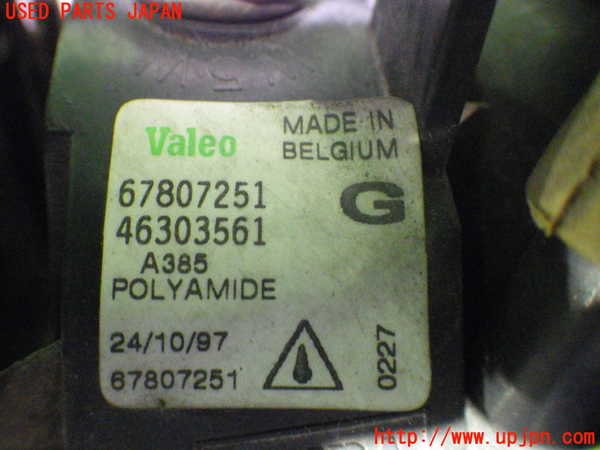 USED PARTS JAPAN
Valeo
MADE IN
BELGIUM
67807251
46303561
G
A385
POLYAMIDE
24/10/97
67807251
0227
http://www.upjpn.com/